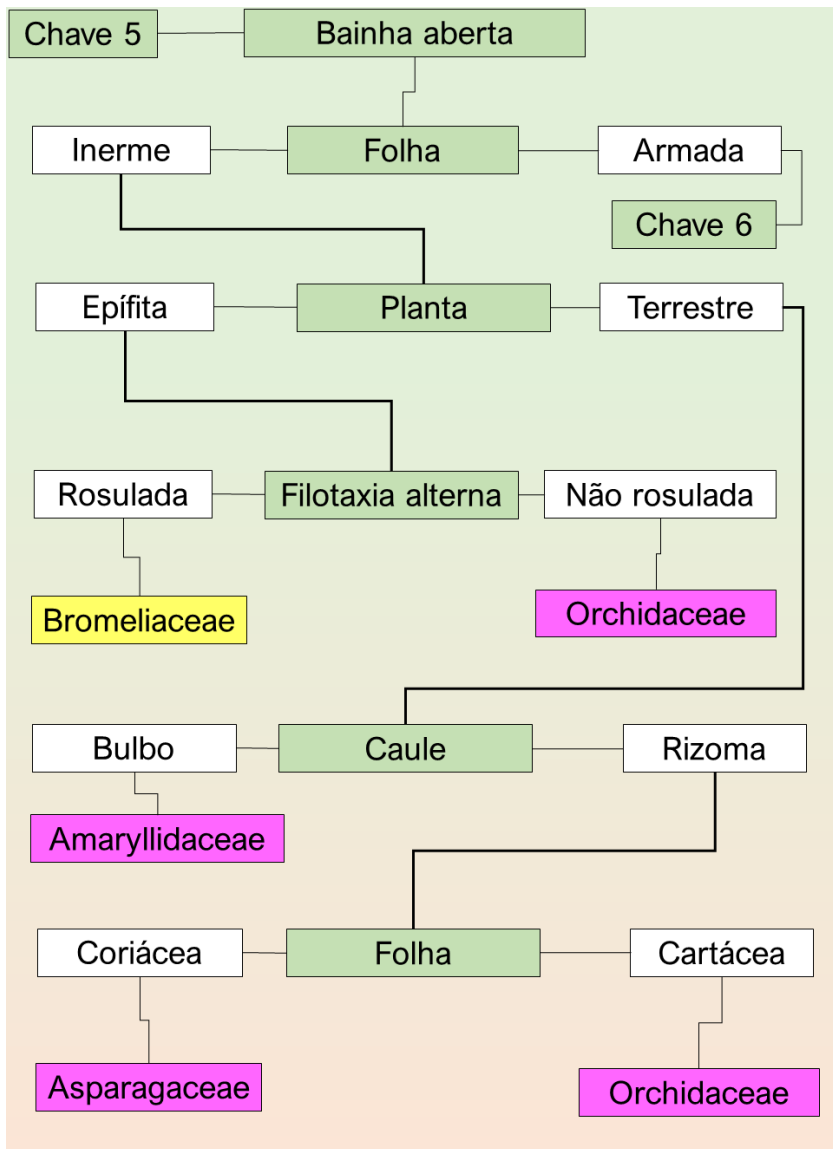 Chave 5
Bainha aberta
Inerme
Folha
Armada
Chave 6
Epífita
Planta
Terrestre
Rosulada
Filotaxia alterna
Não rosulada
Bromeliaceae
Orchidaceae
Bulbo
Caule
Rizoma
Amaryllidaceae
Coriácea
Folha
Cartácea
Asparagaceae
Orchidaceae